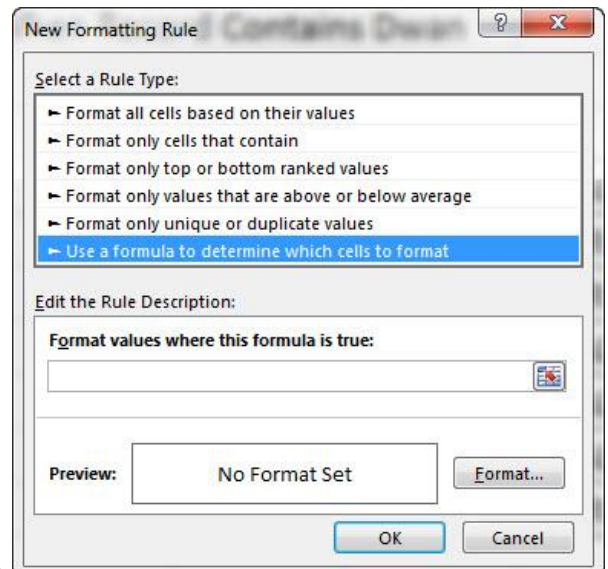 New Formatting Rule
d Contains Dwan
?
Select a Rule Type:
► Format all cells based on their values
► Format only cells that contain
► Format only top or bottom ranked values
► Format only values that are above or below average
► Format only unique or duplicate values
► Use a formula to determine which cells to format
Edit the Rule Description:
Format values where this formula is true:
Preview:
No Format Set
Format...
OK
Cancel